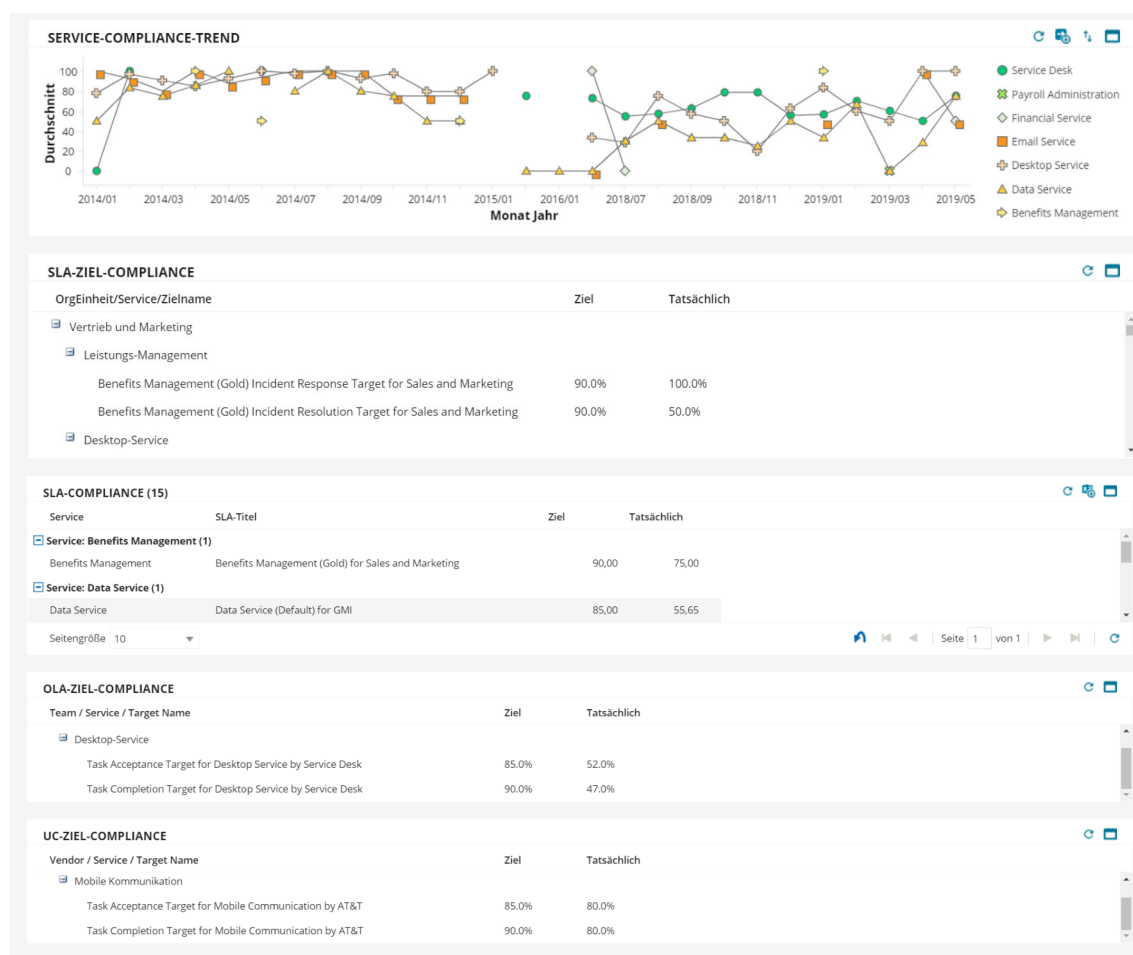 SERVICE-COMPLIANCE-TREND
Durchschnitt
100
80
60
40
20
0
2014/01 2014/03 2014/05 2014/07 2014/09 2014/11 2015/01 2016/01 2018/07 2018/09 2018/11 2019/01 2019/03 2019/05
Monat Jahr
Service Desk
Payroll Administration
Financial Service
Email Service
Desktop Service
Data Service
Benefits Management
SLA-ZIEL-COMPLIANCE
OrgEinheit/Service/Zielname Ziel Tatsächlich
Vertrieb und Marketing
Leistungs-Management
Benefits Management (Gold) Incident Response Target for Sales and Marketing 90.0% 100.0%
Benefits Management (Gold) Incident Resolution Target for Sales and Marketing 90.0% 50.0%
Desktop-Service
SLA-COMPLIANCE (15)
Service SLA-Titel Ziel Tatsächlich
Service: Benefits Management (1)
Benefits Management Benefits Management (Gold) for Sales and Marketing 90,00 75,00
Service: Data Service (1)
Data Service Data Service (Default) for GMI 85,00 55,65
Seitengröße 10 Seite 1 von 1
OLA-ZIEL-COMPLIANCE
Team / Service / Target Name Ziel Tatsächlich
Desktop-Service
Task Acceptance Target for Desktop Service by Service Desk 85.0% 52.0%
Task Completion Target for Desktop Service by Service Desk 90.0% 47.0%
UC-ZIEL-COMPLIANCE
Vendor / Service / Target Name Ziel Tatsächlich
Mobile Kommunikation
Task Acceptance Target for Mobile Communication by AT&T 85.0% 80.0%
Task Completion Target for Mobile Communication by AT&T 90.0% 80.0%